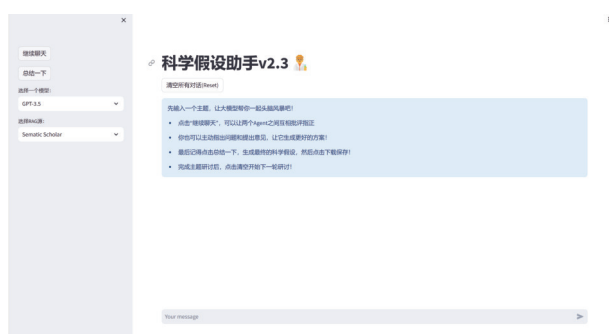 继续聊天
总结一下
选择一个模型:
GPT-3.5
选择RAG源:
Sematic Scholar
科学假设助手v2.3
清空所有对话(Reset)
先输入一个主题，让大模型帮你一起头脑风暴吧!
点击"继续聊天"，可以让两个Agent之间互相批评指正
你也可以主动指出问题和提出意见，让它生成更好的方案!
最后记得点击总结一下，生成最终的科学假设，然后点击下载保存!
完成主题研讨后，点击清空开始下一轮研讨!
Your message